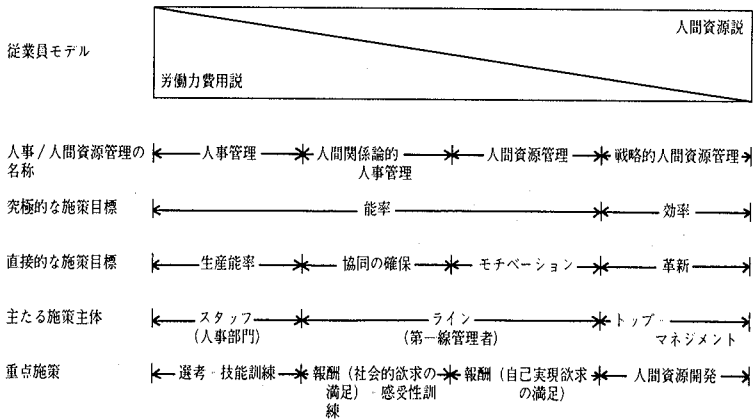 人間資源説
従業員モデル
労働力費用説
人事/人間資源管理の
名称
人事管理
人間関係論的
人事管理
人間資源管理
戦略的人間資源管理
究極的な施策目標
能率
効率
直接的な施策目標
生産能率
協同の確保
モチベーション
革新
主たる施策主体
スタッフ
(人事部門)
ライン
(第一線管理者)
トップ・
マネジメント
重点施策
選考・技能訓練
報酬(社会的欲求の
満足)・感受性訓
練
報酬(自己実現欲求
の満足)
人間資源開発